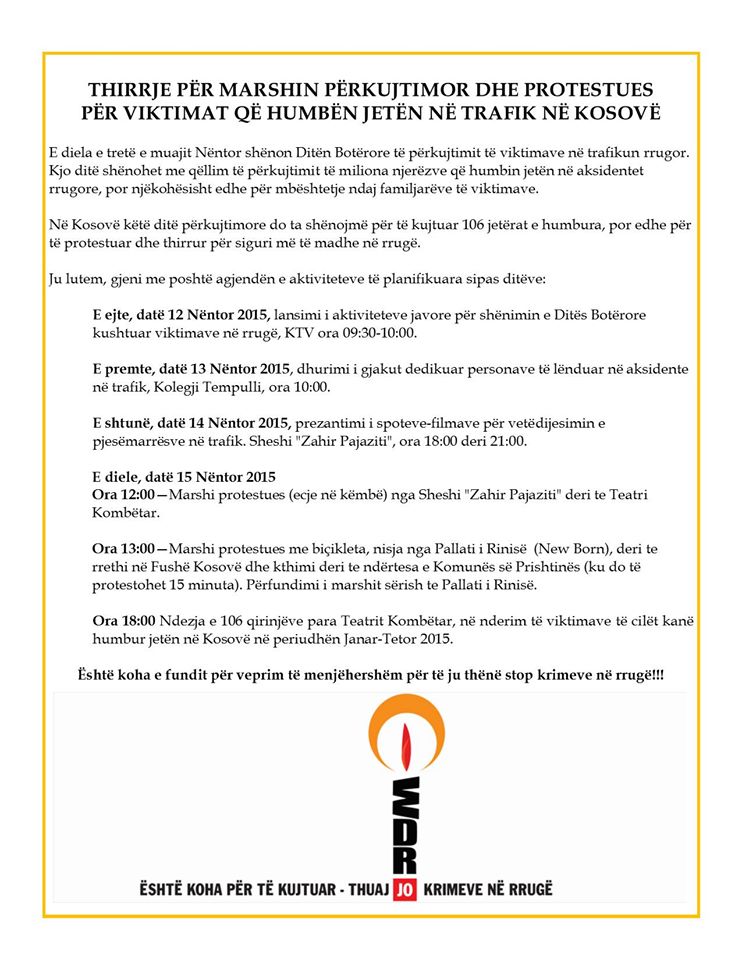 THIRRJE PËR MARSHIN PËRKUJTIMOR DHE PROTESTUES
PËR VIKTIMAT QË HUMBËN JETËN NË TRAFIK NË KOSOVË
E diela e tretë e muajit Nëntor shënon Ditën Botërore të përkujtimit të viktimave në trafikun rrugor.
Kjo ditë shënohet me qëllim të përkujtimit të miliona njerëzve që humbin jetën në aksidentet
rrugore, por njëkohësisht edhe për mbështetje ndaj familjarëve të viktimave.
Në Kosovë këtë ditë përkujtimore do ta shënojmë për të kujtuar 106 jetërat e humbura, por edhe për
të protestuar dhe thirrur për siguri më të madhe në rrugë.
Ju lutem, gjeni me poshtë agjendën e aktiviteteve të planifikuara sipas ditëve:
E ejte, datë 12 Nëntor 2015, lansimi i aktiviteteve javore për shënimin e Ditës Botërore
kushtuar viktimave në rrugë, KTV ora 09:30-10:00.
E premte, datë 13 Nëntor 2015, dhurimi i gjakut dedikuar personave të lënduar në aksidente
në trafik, Kolegji Tempulli, ora 10:00.
E shtunë, datë 14 Nëntor 2015, prezantimi i spoteve-filmave për vetëdijesimin e
pjesëmarrësve në trafik. Sheshi "Zahir Pajaziti", ora 18:00 deri 21:00.
E diele, datë 15 Nëntor 2015
Ora 12:00—Marshi protestues (ecje në këmbë) nga Sheshi "Zahir Pajaziti" deri te Teatri
Kombëtar.
Ora 13:00—Marshi protestues me biçikleta, nisja nga Pallati i Rinisë (New Born), deri te
rrethi në Fushë Kosovë dhe kthimi deri te ndërtesa e Komunës së Prishtinës (ku do të
protestohet 15 minuta). Përfundimi i marshit sërish te Pallati i Rinisë.
Ora 18:00 Ndezja e 106 qirinjëve para Teatrit Kombëtar, në nderim të viktimave të cilët kanë
humbur jetën në Kosovë në periudhën Janar-Tetor 2015.
Është koha e fundit për veprim të menjëhershëm për të ju thënë stop krimeve në rrugë!!!
WDR
ËSHTË KOHA PËR TË KUJTUAR - THUAJ JO KRIMEVE NË RRUGË